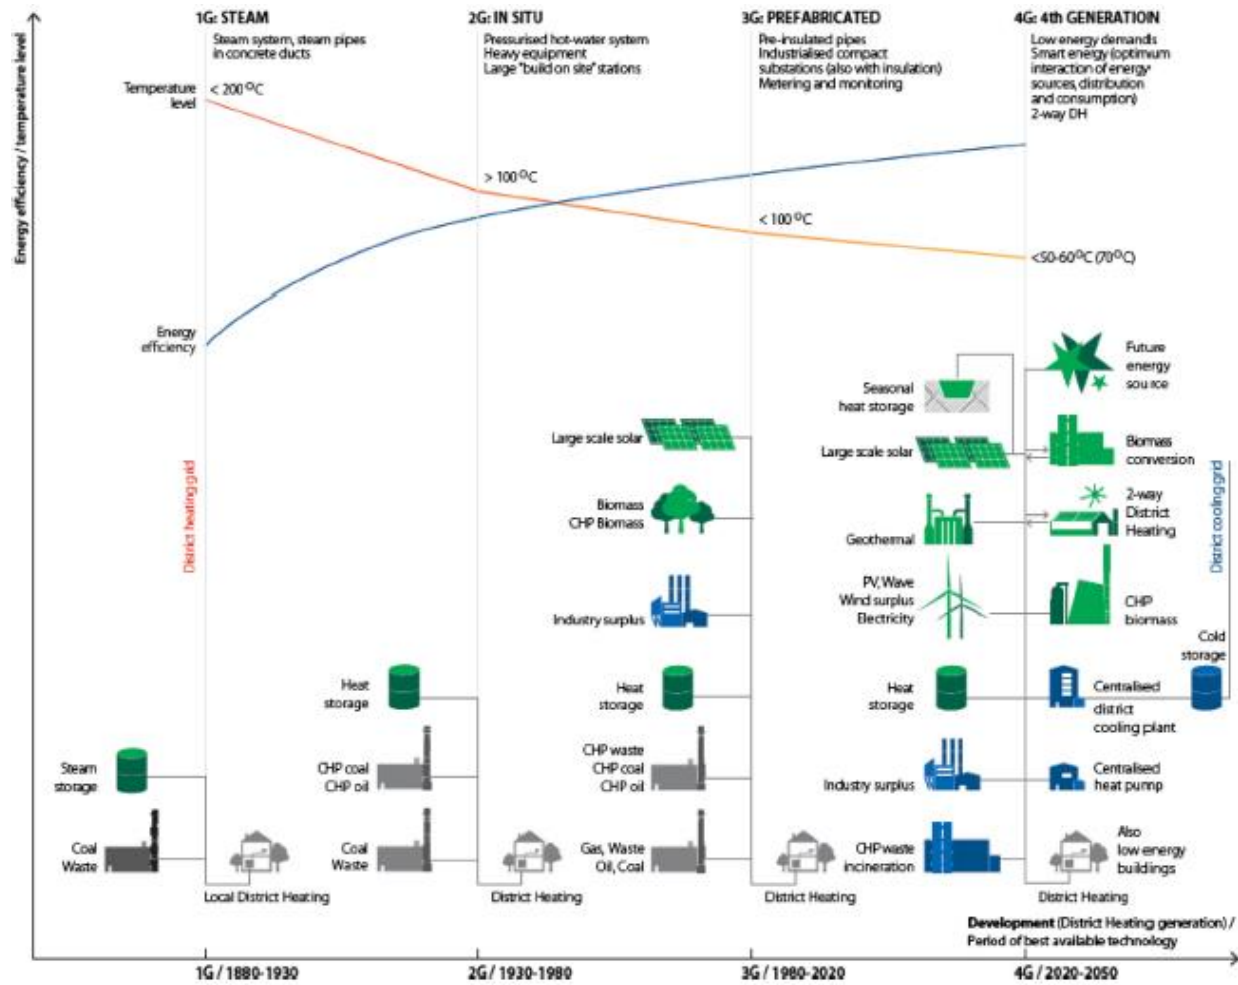 1G: STEAM
Steam system, steam pipes
in concrete ducts
2G: IN SITU
Pressurised hot-water system
Heavy equipment
Large "build on site" stations
3G: PREFABRICATED
Pre-insulated pipes
Industrialised compact
substations (also with insulation)
Metering and monitoring
4G: 4th GENERATIOIN
Low energy demands
Smart energy (optimum
interaction of energy
sources, distribution
and consumption)
2-way DH
Energy efficiency / temperature level
Temperature
level
< 200 °C
> 100 °C
< 100 °C
<50-60°C (70°C)
Energy
efficiency
District heating grid
Steam
storage
Coal
Waste
Local District Heating
Heat
storage
CHP coal
CHP oil
Coal
Waste
District Heating
Large scale solar
Biomass
CHP Biomass
Industry surplus
Heat
storage
CHP waste
CHP coal
CHP oil
Gas, Waste
Oil, Coal
District Heating
Seasonal
heat storage
Large scale solar
Geothermal
PV, Wave
Wind surplus
Electricity
Heat
storage
Industry surplus
CHP waste
incineration
Future
energy
source
Biomass
conversion
2-way
District
Heating
CHP
biomass
Centralised
district
cooling plant
Centralised
heat pump
Also
low energy
buildings
District Heating
District cooling grid
Cold
storage
Development (District Heating generation) /
Period of best available technology
1G / 1880-1930
2G / 1930-1980
3G / 1980-2020
4G / 2020-2050